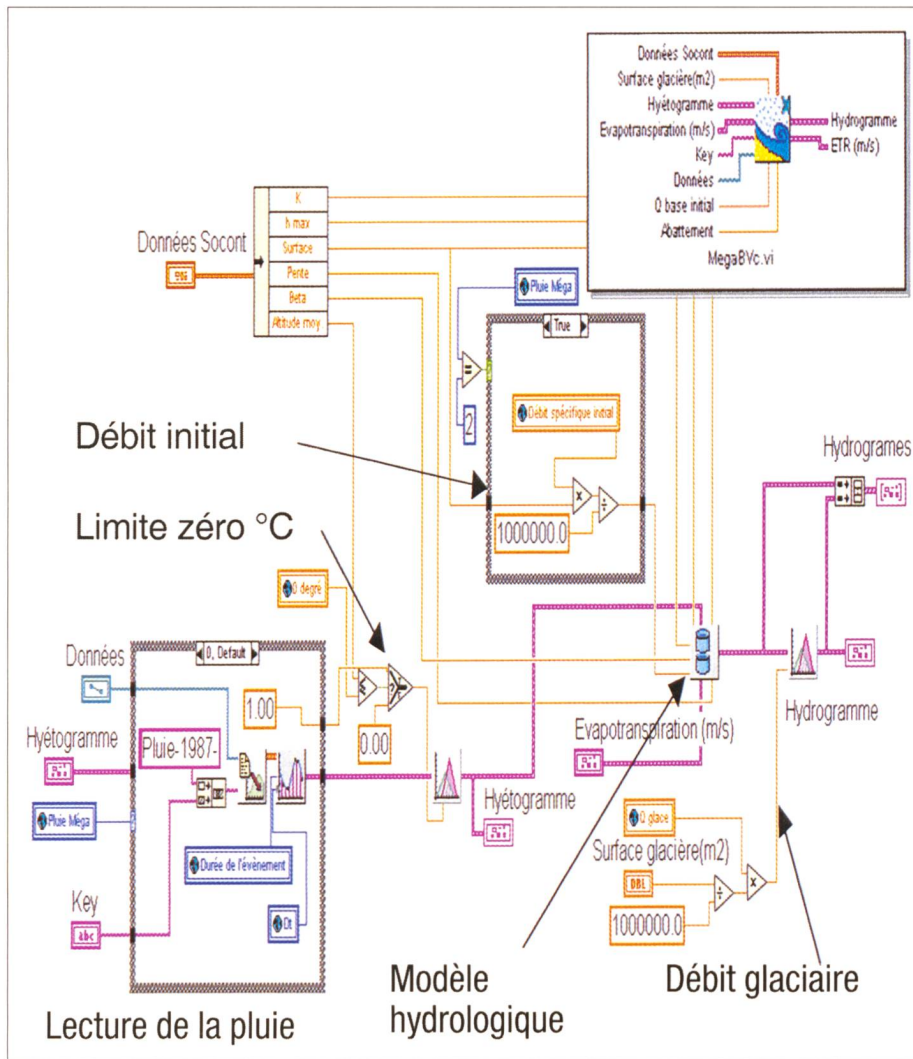 Données Socont
Surface glacière(m2)
Hyétogramme
Evapotranspiration (m/s)
Key
Données
Q base initial
Abattement
Hydrogramme
ETR (m/s)
MegaBVc.vi
Données Socont
K
h max
Surface
Pente
Beta
Altitude moy
Pluie Méga
True
=
2
Débit spécifique initial
x
÷
1000000.0
Débit initial
Limite zéro °C
Hydrogrames
0 degré
0, Default
Données
1.00
0.00
Hyétogramme
Pluie-1987-
Pluie Méga
Durée de l'évènement
Dt
Key
abc
Hyétogramme
Evapotranspiration (m/s)
Hydrogramme
Q glace
Surface glacière(m2)
DBL
÷
x
1000000.0
Lecture de la pluie
Modèle
hydrologique
Débit glaciaire